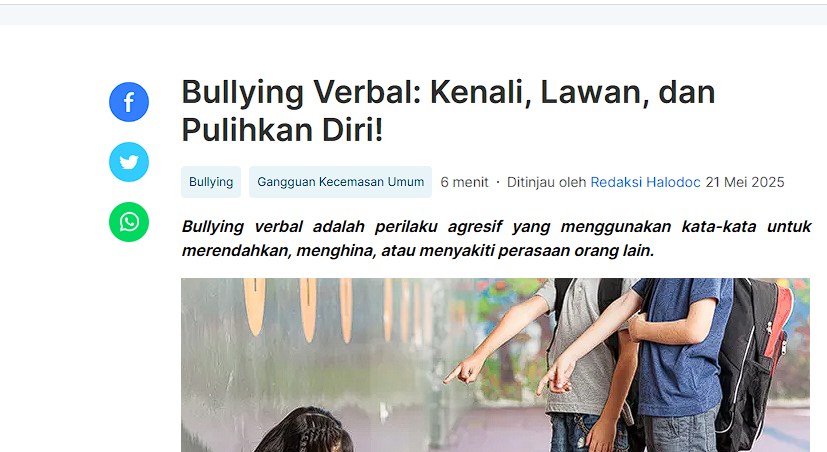 Bullying Verbal: Kenali, Lawan, dan
Pulihkan Diri!
Bullying Gangguan Kecemasan Umum 6 menit · Ditinjau oleh Redaksi Halodoc 21 Mei 2025
Bullying verbal adalah perilaku agresif yang menggunakan kata-kata untuk
merendahkan, menghina, atau menyakiti perasaan orang lain.